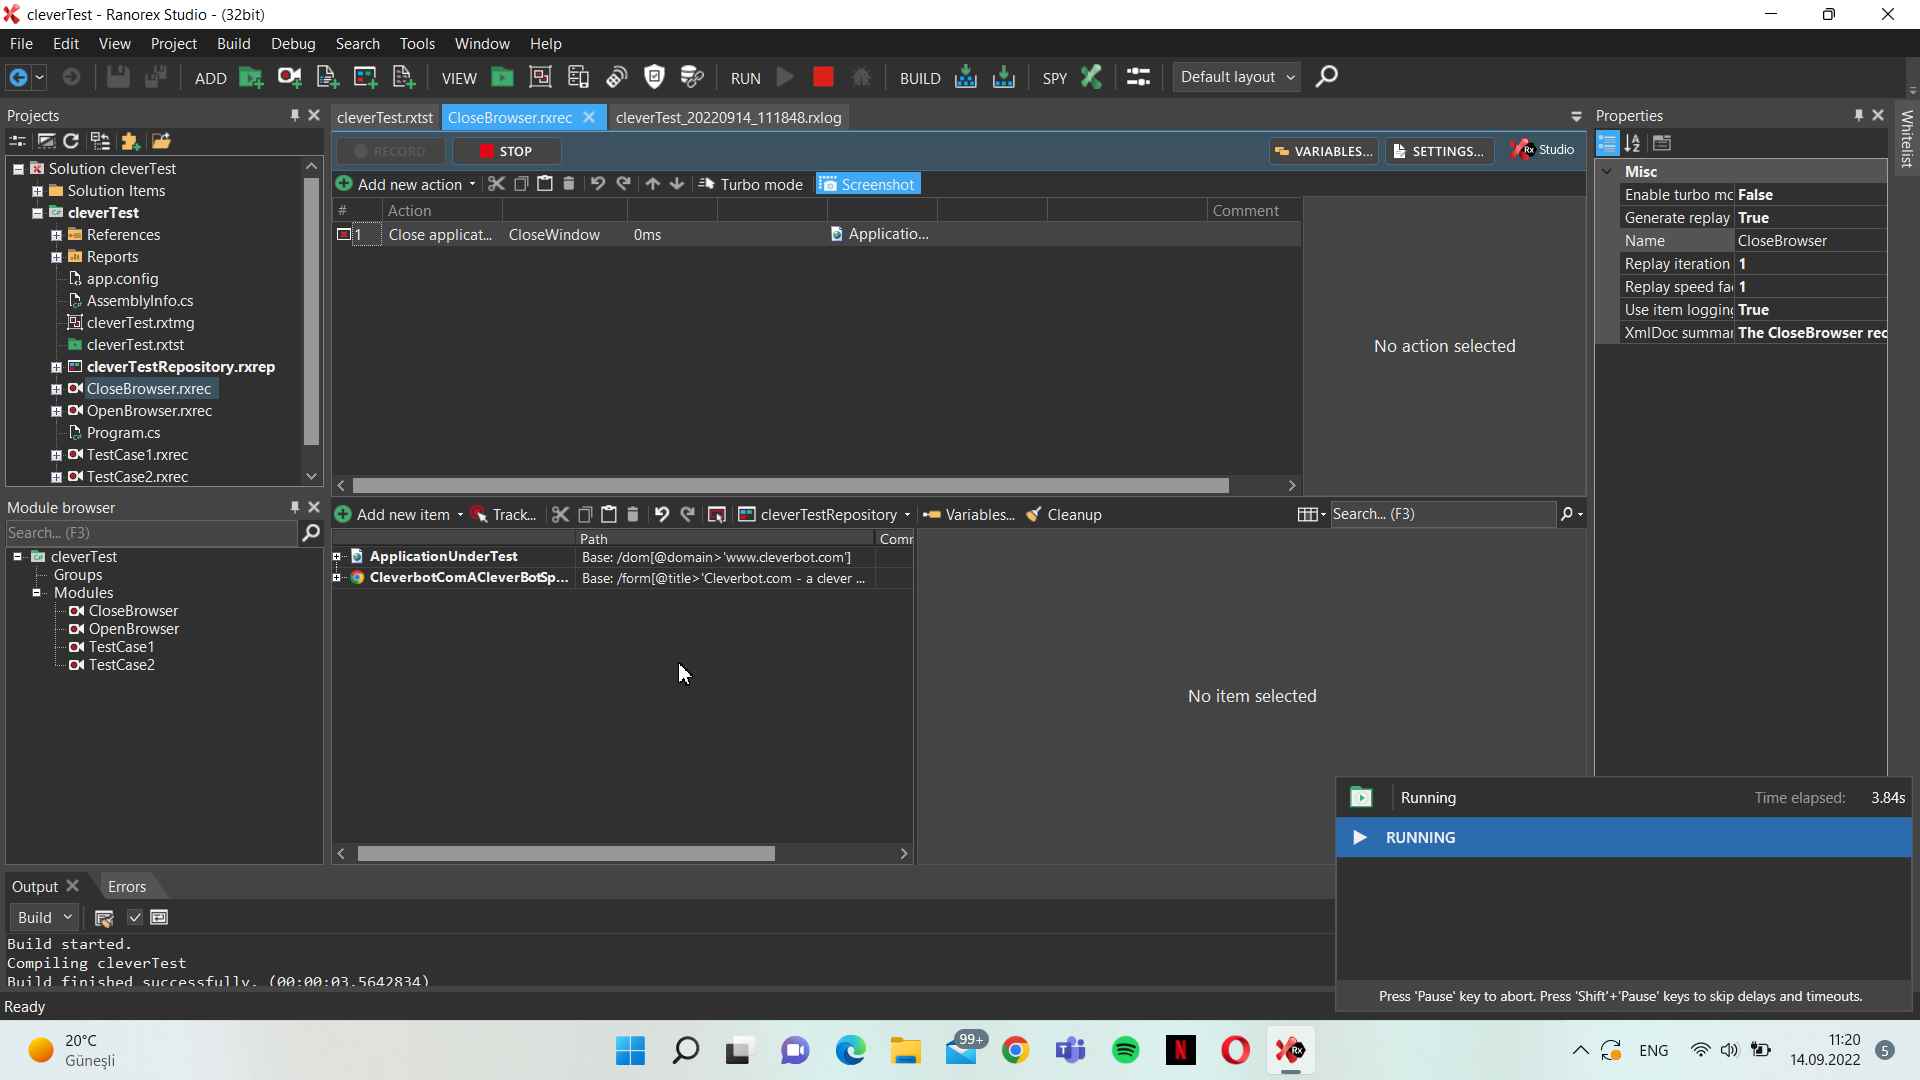 cleverTest - Ranorex Studio - (32bit)
File Edit View Project Build Debug Search Tools Window Help
ADD VIEW RUN BUILD SPY Default layout
Projects
Solution cleverTest
Solution Items
cleverTest
References
Reports
app.config
AssemblyInfo.cs
cleverTest.rxtmg
cleverTest.rxtst
cleverTestRepository.rxrep
CloseBrowser.rxrec
OpenBrowser.rxrec
Program.cs
TestCase1.rxrec
TestCase2.rxrec
Module browser
Search... (F3)
cleverTest
Groups
Modules
CloseBrowser
OpenBrowser
TestCase1
TestCase2
cleverTest.rxtst CloseBrowser.rxrec cleverTest_20220914_111848.rxlog
RECORD STOP VARIABLES... SETTINGS... Rx Studio
Add new action Turbo mode Screenshot
# Action Comment
1 Close applicat... CloseWindow 0ms Applicatio...
No action selected
Add new item Track... cleverTestRepository Variables... Cleanup Search... (F3)
Path Comr
ApplicationUnderTest Base: /dom[@domain>'www.cleverbot.com']
CleverbotComACleverBotSp... Base: /form[@title>'Cleverbot.com - a clever ...
No item selected
Properties
Misc
Enable turbo mc False
Generate replay True
Name CloseBrowser
Replay iteration 1
Replay speed fa 1
Use item loggin True
XmlDoc summar The CloseBrowser rec
Whitelist
Running Time elapsed: 3.84s
RUNNING
Press 'Pause' key to abort. Press 'Shift'+'Pause' keys to skip delays and timeouts.
Output Errors
Build
Build started.
Compiling cleverTest
Build finished successfully. (00:00:03.5642834)
Ready
20°C
Güneşli
99+
N
Rx
ENG
11:20
14.09.2022
5